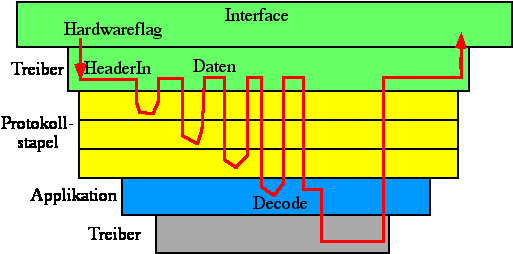 Interface
Hardwareflag
Treiber
HeaderIn
Daten
Protokoll-
stapel
Applikation
Decode
Treiber